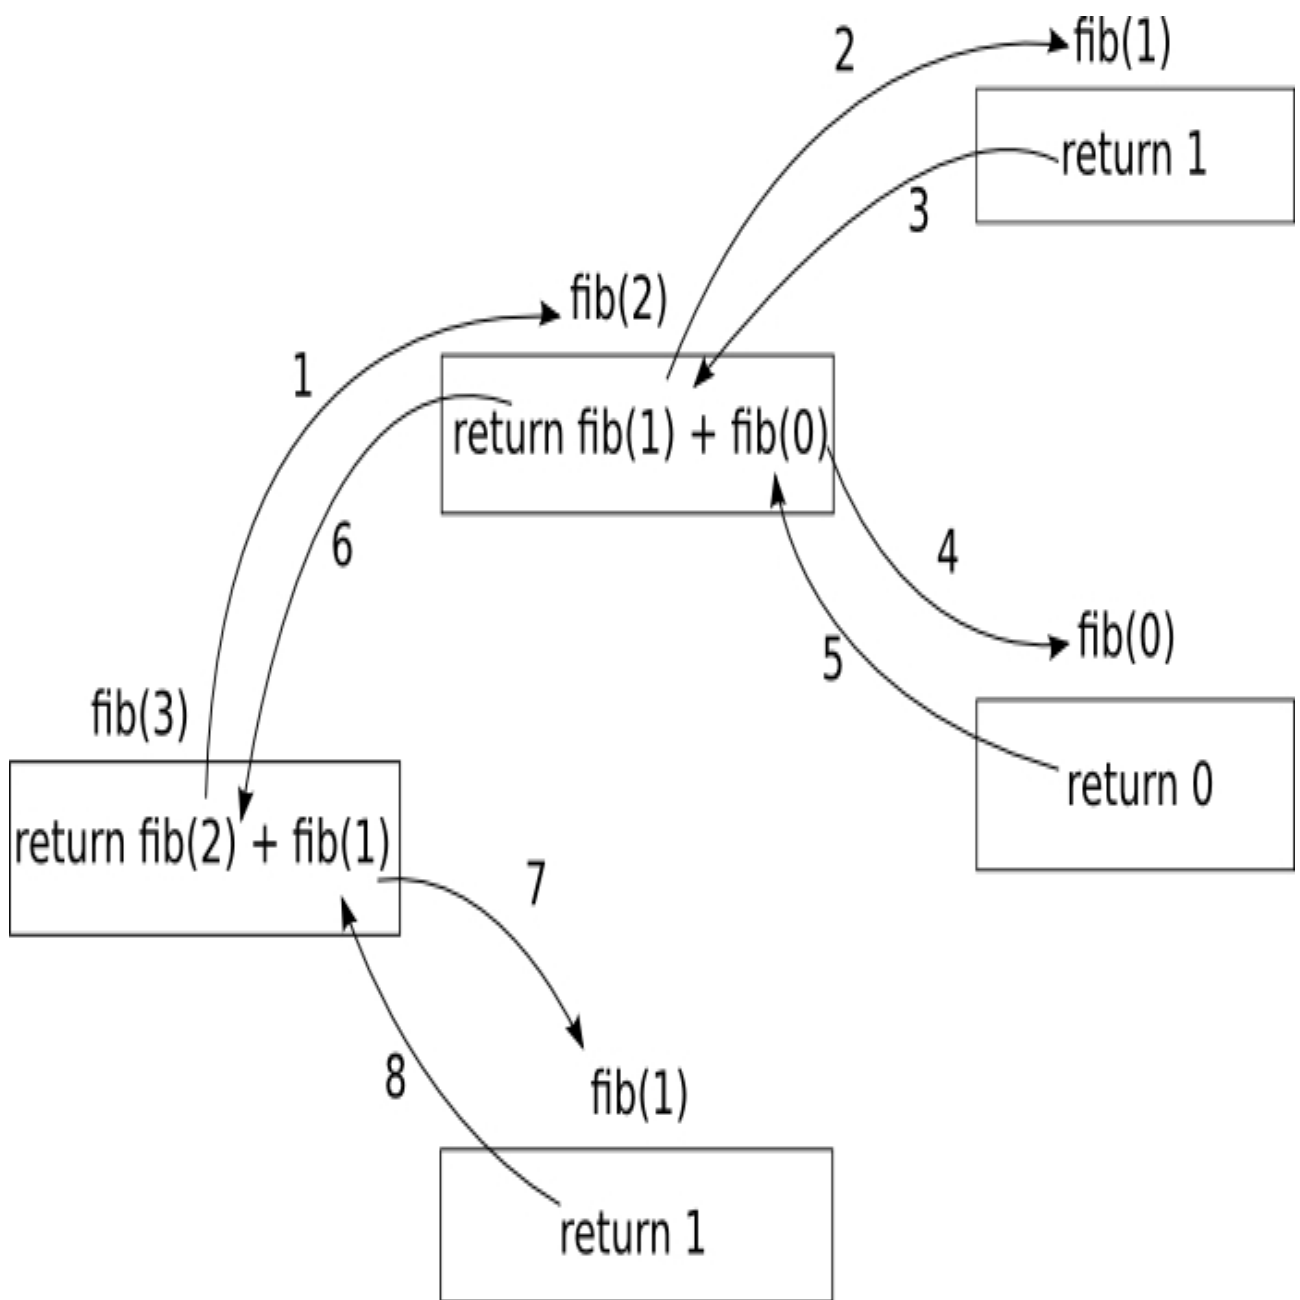 2
fib(1)
return 1
3
fib(2)
1
return fib(1) + fib(0)
6
4
5
fib(0)
fib(3)
return 0
return fib(2) + fib(1)
7
8
fib(1)
return 1